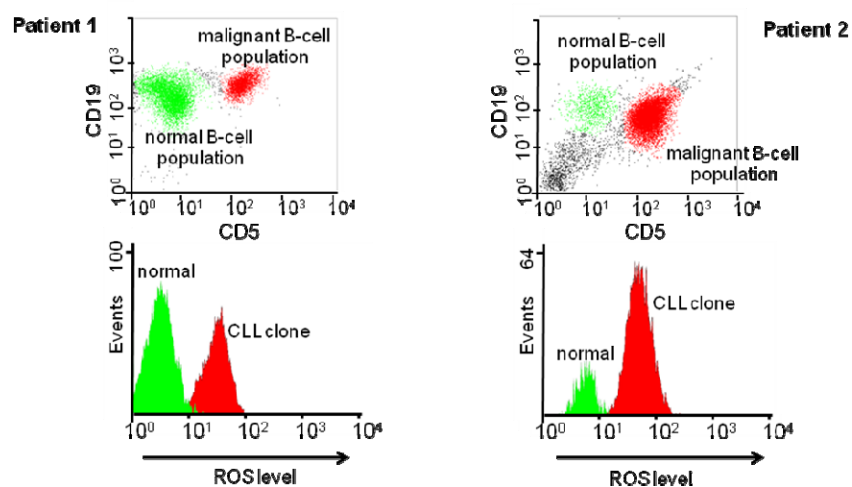 Patient 1
malignant B-cell
population
normal B-cell
population
CD19
10³
10²
10¹
10⁰
10⁰ 10¹ 10² 10³ 10⁴
CD5
Patient 2
normal B-cell
population
malignant B-cell
population
CD19
10³
10²
10¹
10⁰
10⁰ 10¹ 10² 10³ 10⁴
CD5
100
normal
CLL clone
Events
10⁰ 10¹ 10² 10³ 10⁴
ROS level
64
CLL clone
normal
Events
10⁰ 10¹ 10² 10³ 10⁴
ROS level